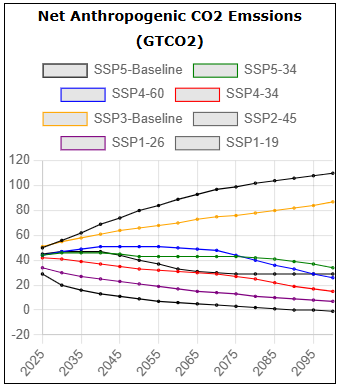 Net Anthropogenic CO2 Emssions
(GTCO2)
SSP5-Baseline SSP5-34
SSP4-60 SSP4-34
SSP3-Baseline SSP2-45
SSP1-26 SSP1-19
120
100
80
60
40
20
0
-20
2025 2035 2045 2055 2065 2075 2085 2095